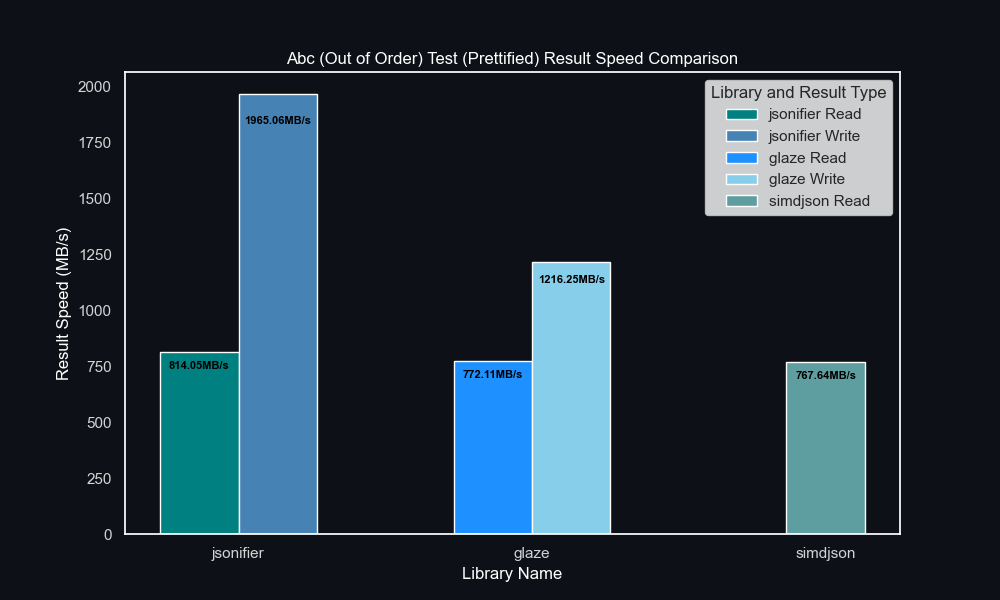 Abc (Out of Order) Test (Prettified) Result Speed Comparison
Result Speed (MB/s)
2000
1750
1500
1250
1000
750
500
250
0
1965.06MB/s
814.05MB/s
1216.25MB/s
772.11MB/s
767.64MB/s
Library and Result Type
jsonifier Read
jsonifier Write
glaze Read
glaze Write
simdjson Read
jsonifier
glaze
simdjson
Library Name